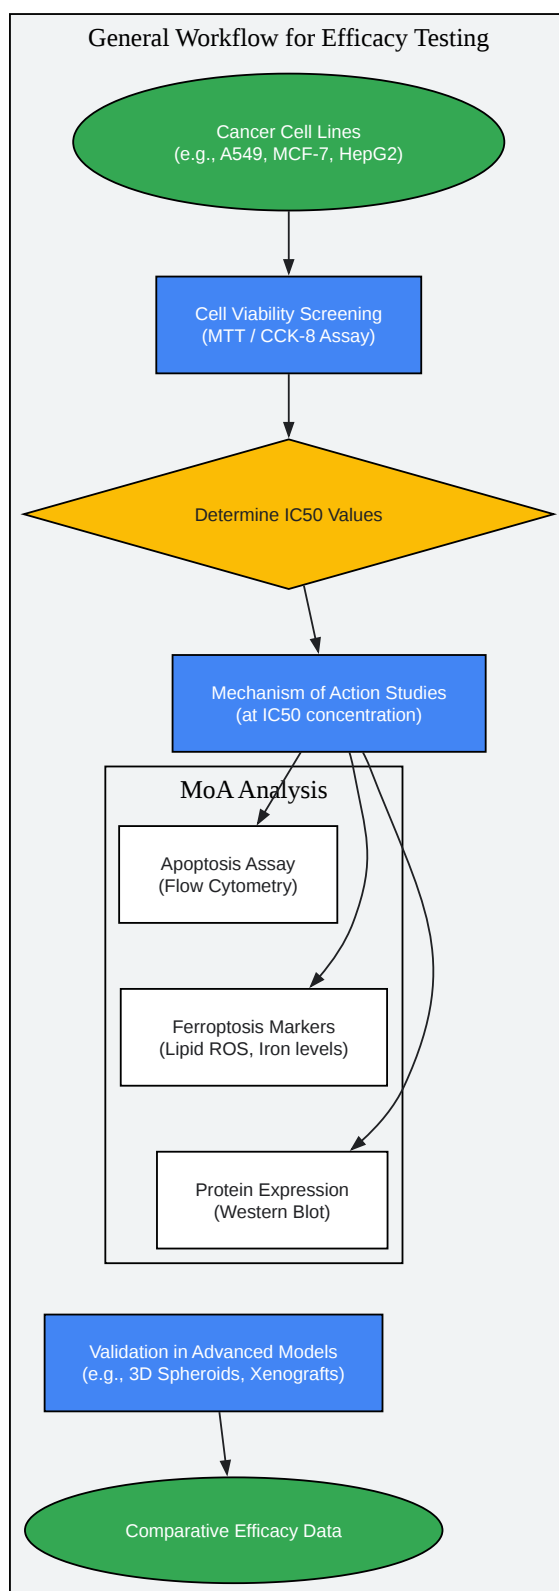 General Workflow for Efficacy Testing
Cancer Cell Lines
(e.g., A549, MCF-7, HepG2)
Cell Viability Screening
(MTT / CCK-8 Assay)
Determine IC50 Values
Mechanism of Action Studies
(at IC50 concentration)
MoA Analysis
Apoptosis Assay
(Flow Cytometry)
Ferroptosis Markers
(Lipid ROS, Iron levels)
Protein Expression
(Western Blot)
Validation in Advanced Models
(e.g., 3D Spheroids, Xenografts)
Comparative Efficacy Data